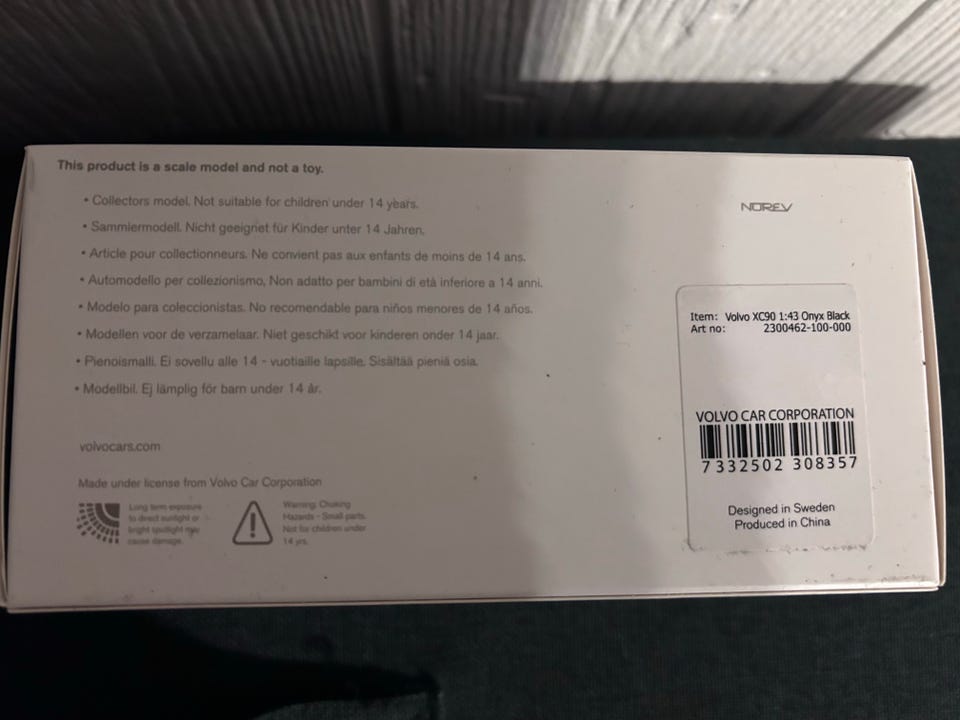 This product is a scale model and not a toy.
• Collectors model. Not suitable for children under 14 years.
• Sammiermodell. Nicht geeignet für Kinder unter 14 Jahren.
• Article pour collectionneurs. Ne convient pas aux enfants de moins de 14 ans.
• Automodello per collezionismo, Non adatto per bambini di età inferiore a 14 anni.
• Modelo para coleccionistas. No recomendable para niños menores de 14 años.
• Modellen voor de verzamelaar. Niet geschikt voor kinderen onder 14 jaar.
• Pienoismalli. Ei sovellu alle 14 - vuotiaille lapsille. Sisältää pieniä osia.
• Modellbil. Ej lämplig för barn under 14 år.
volvocars.com
Made under license from Volvo Car Corporation
Long term exposure
to direct sunlight or
bright spotlight may
cause damage.
Warning: Choking
Hazards - Small parts.
Not for children under
14 yrs.
NOREV
Item: Volvo XC90 1:43 Onyx Black
Art no: 2300462-100-000
VOLVO CAR CORPORATION
7 332502 308357
Designed in Sweden
Produced in China